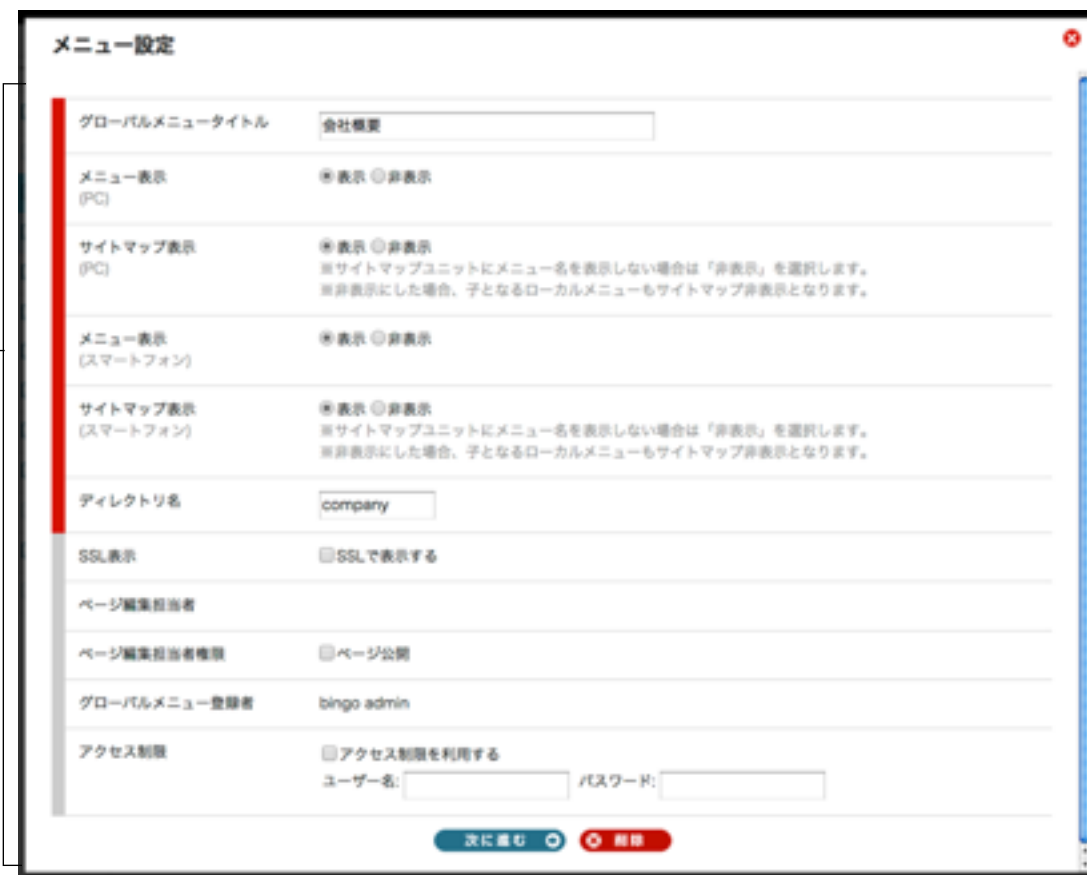 メニュー設定
グローバルメニュータイトル 会社概要
メニュー表示 表示 非表示
(PC)
サイトマップ表示 表示 非表示
(PC) ※サイトマップユニットにメニュー名を表示しない場合は「非表示」を選択します。
※非表示にした場合、子となるローカルメニューもサイトマップ非表示となります。
メニュー表示 表示 非表示
(スマートフォン)
サイトマップ表示 表示 非表示
(スマートフォン) ※サイトマップユニットにメニュー名を表示しない場合は「非表示」を選択します。
※非表示にした場合、子となるローカルメニューもサイトマップ非表示となります。
ディレクトリ名 company
SSL表示 SSLで表示する
ページ編集担当者
ページ編集担当者権限 ページ公開
グローバルメニュー登録者 bingo admin
アクセス制限 アクセス制限を利用する
ユーザー名: パスワード:
次に進む 削除